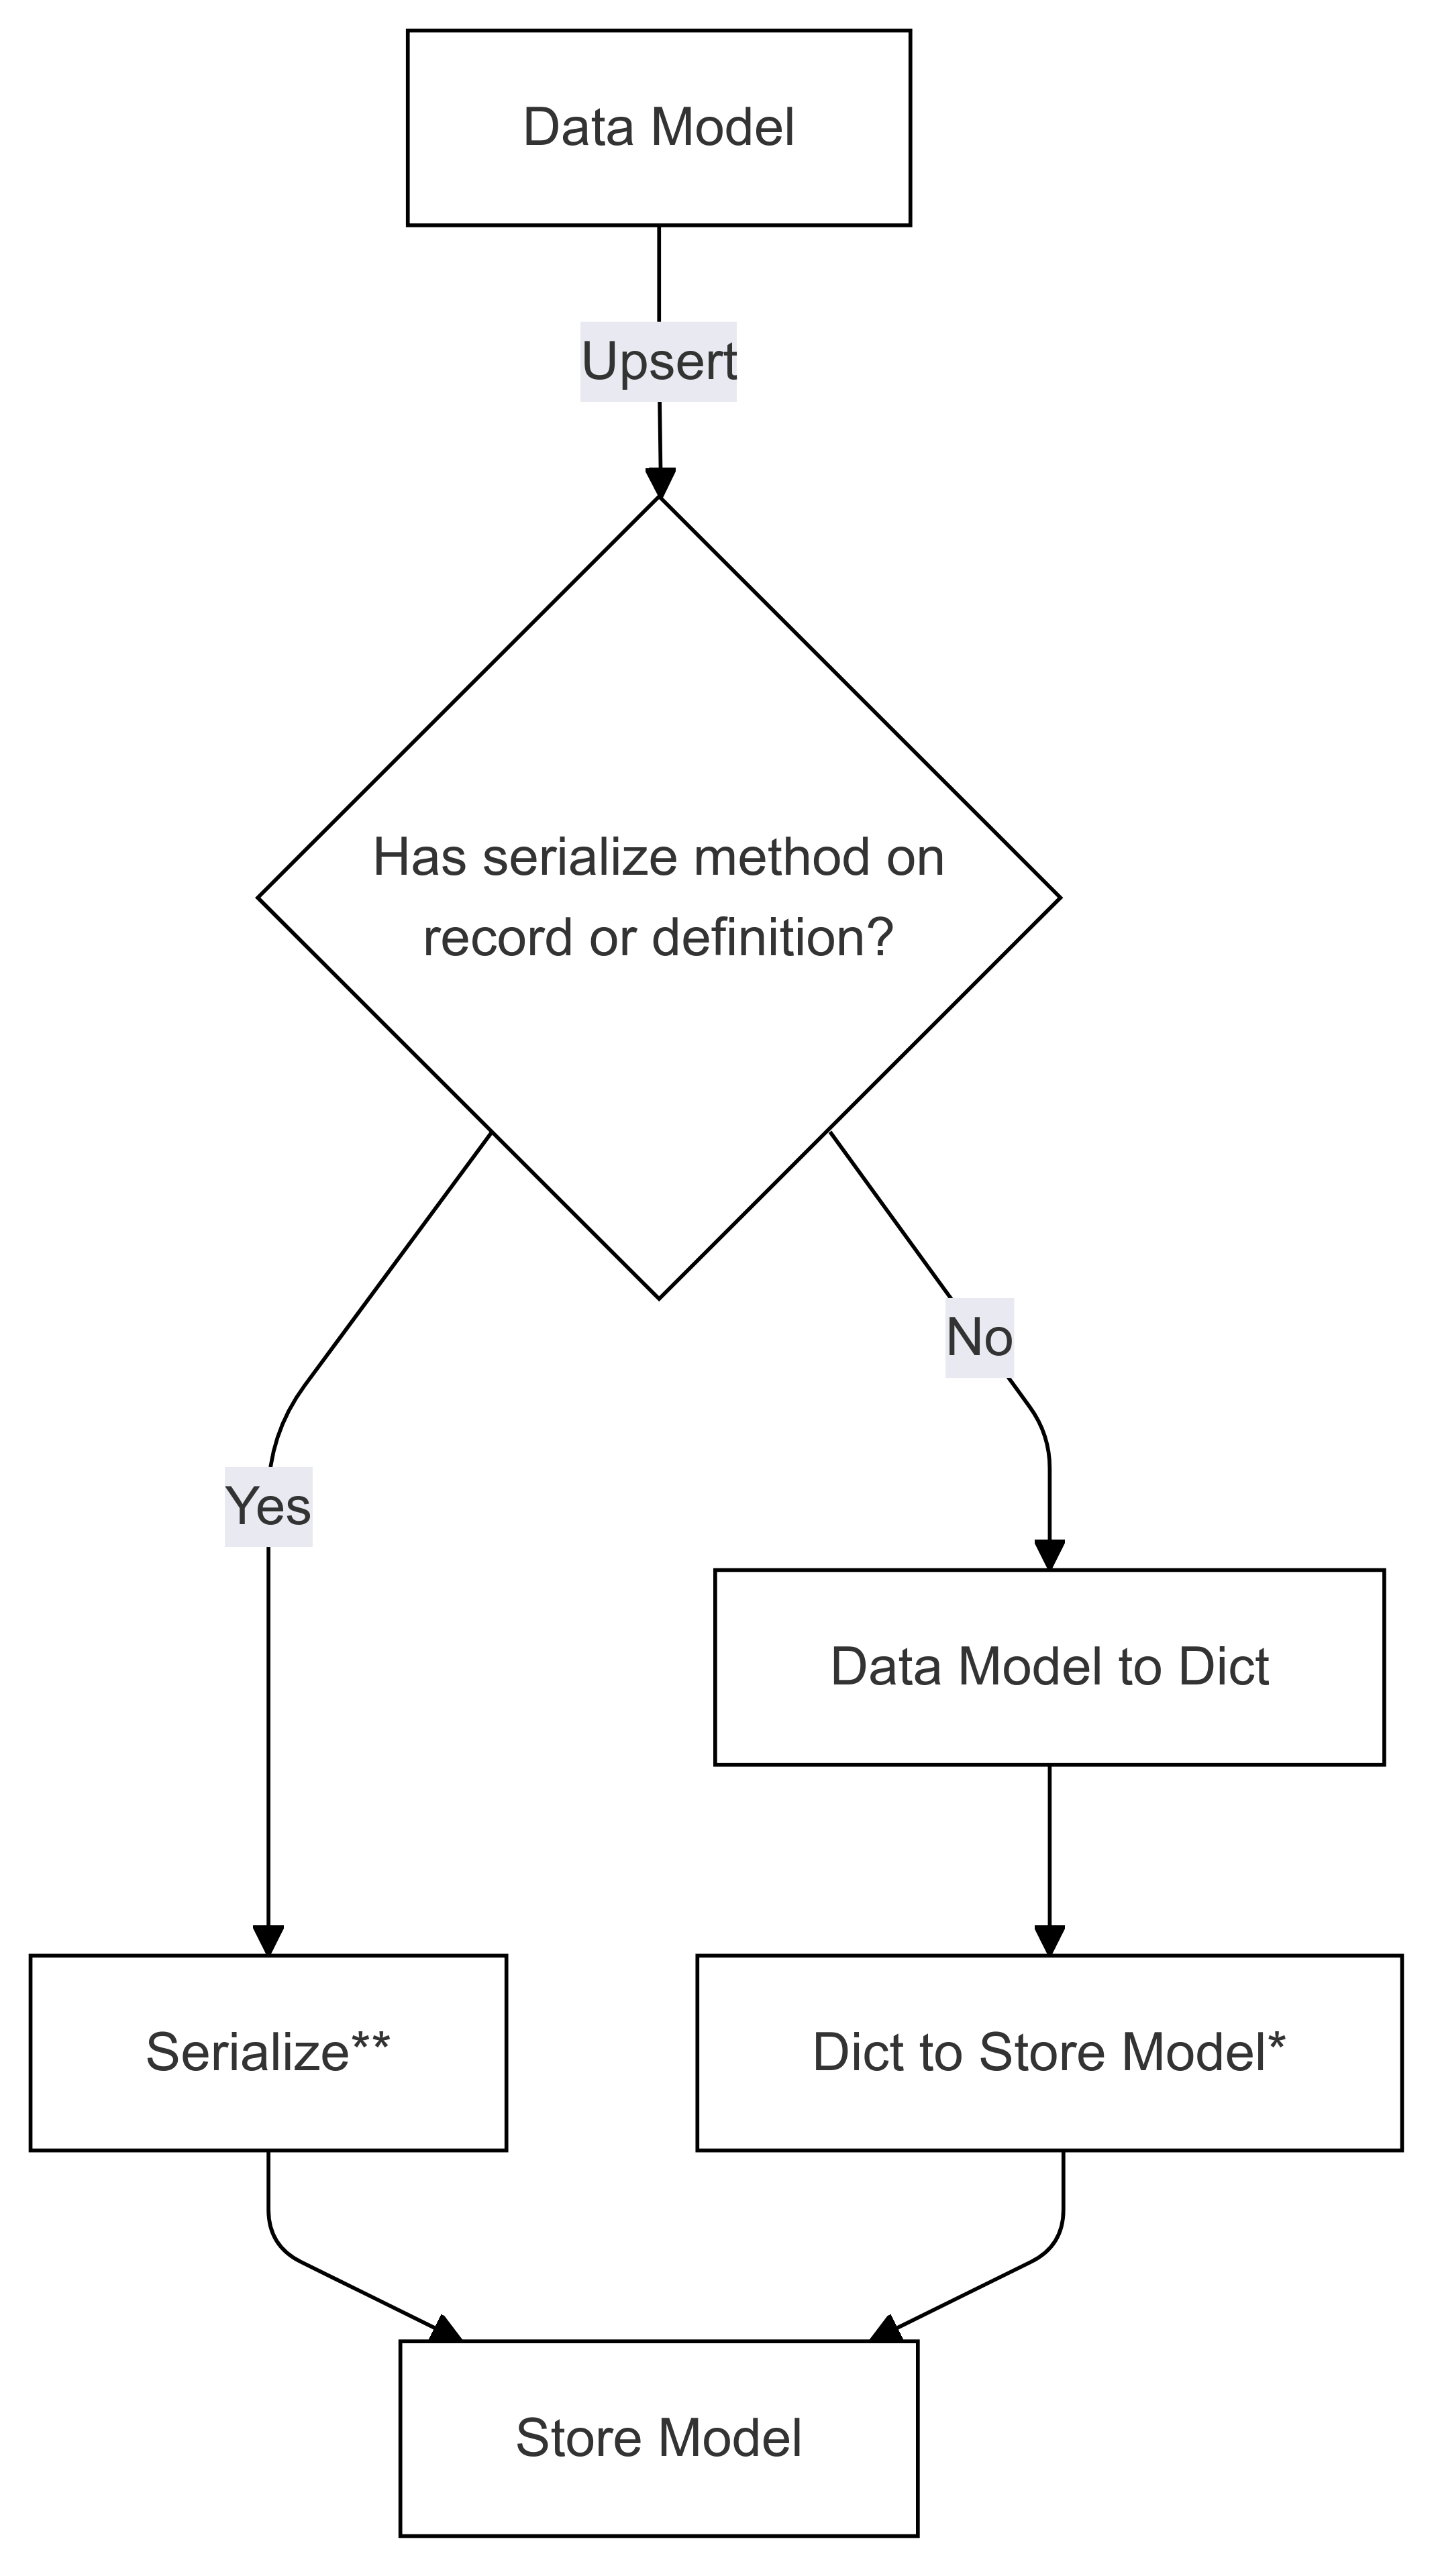 Data Model
Upsert
Has serialize method on
record or definition?
No
Yes
Data Model to Dict
Serialize**
Dict to Store Model*
Store Model